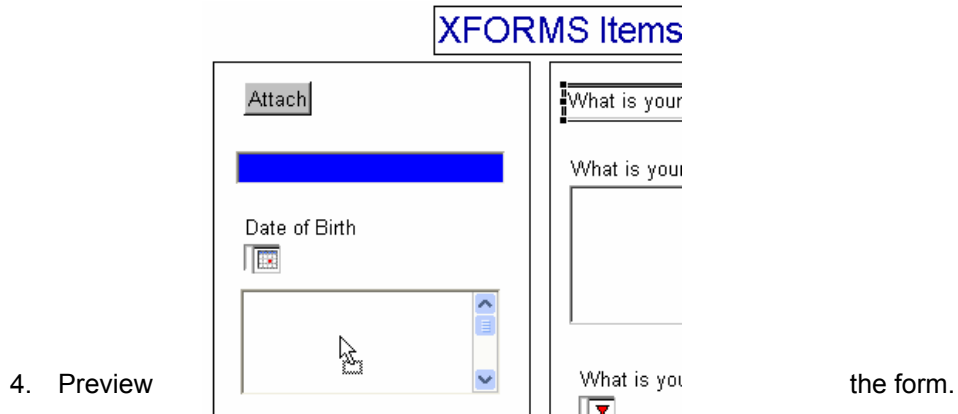 XFORMS Items
Attach
Date of Birth
What is your
What is your
What is you
4. Preview the form.